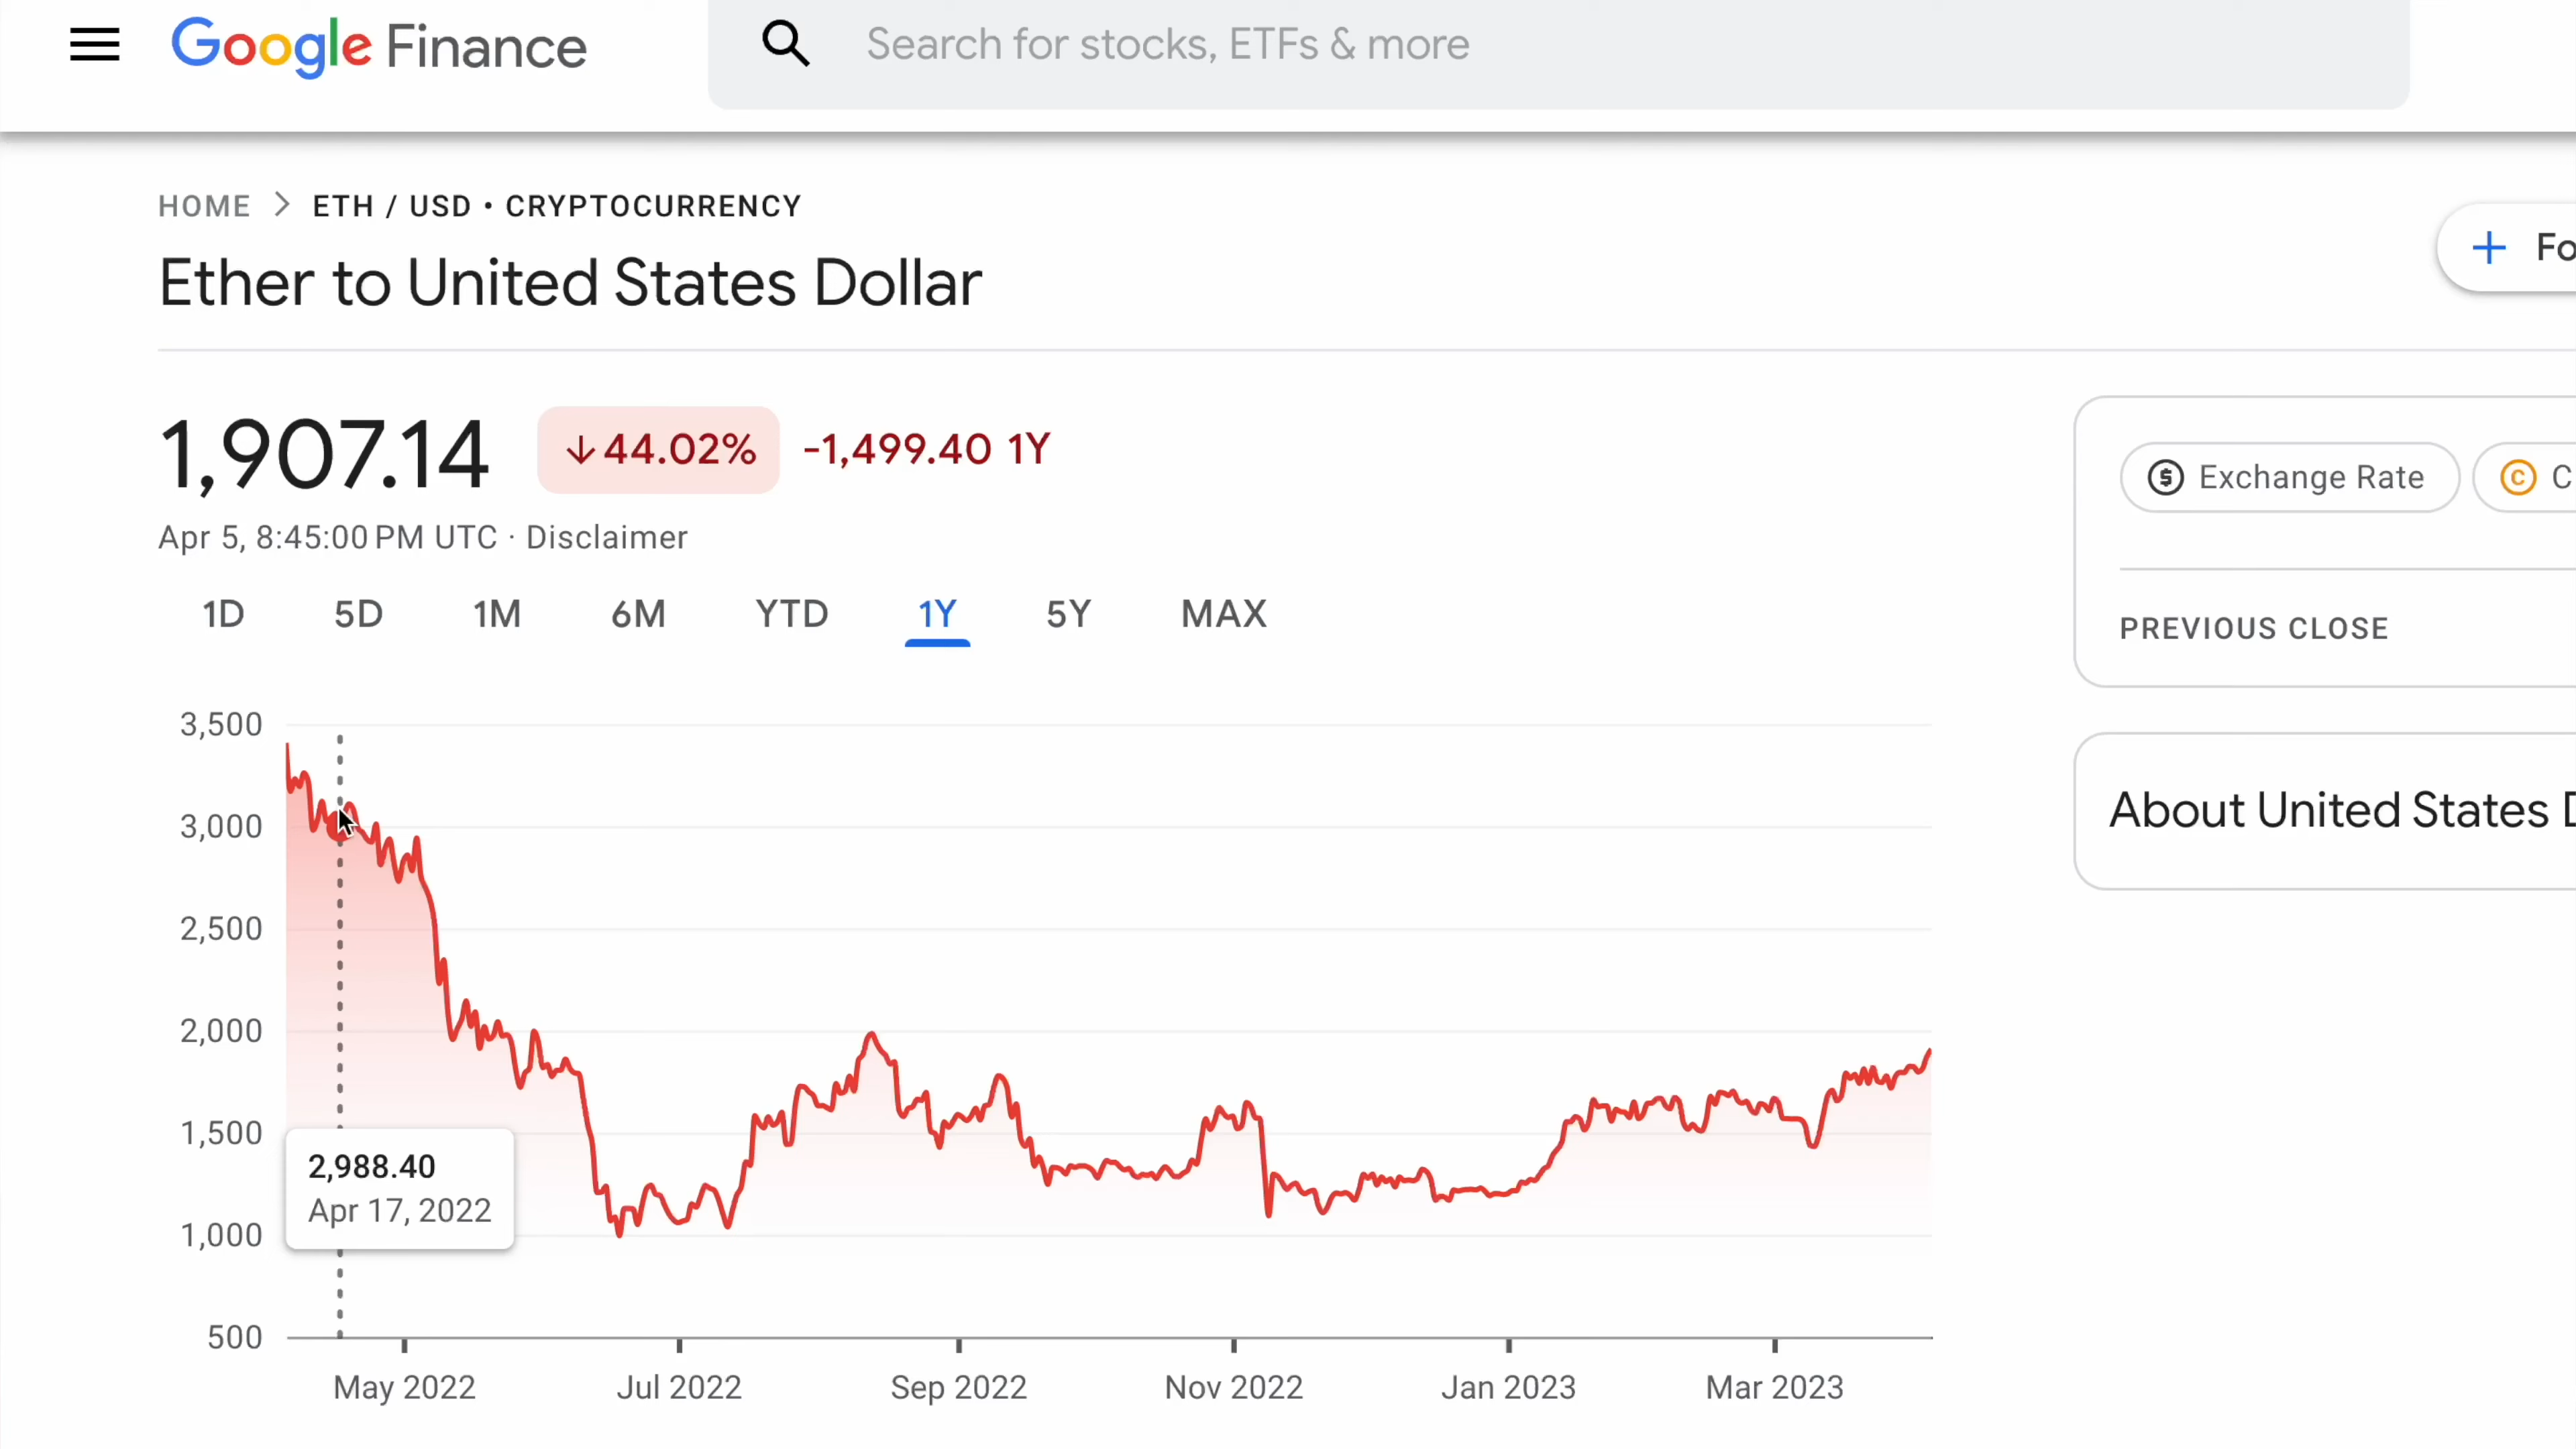 Google Finance
Search for stocks, ETFs & more
HOME > ETH / USD • CRYPTOCURRENCY
Ether to United States Dollar
+ Fo
1,907.14 ↓44.02% -1,499.40 1Y
Apr 5, 8:45:00 PM UTC · Disclaimer
1D 5D 1M 6M YTD 1Y 5Y MAX
3,500
3,000
2,500
2,000
1,500
1,000
500
2,988.40
Apr 17, 2022
May 2022 Jul 2022 Sep 2022 Nov 2022 Jan 2023 Mar 2023
Exchange Rate C
PREVIOUS CLOSE
About United States D